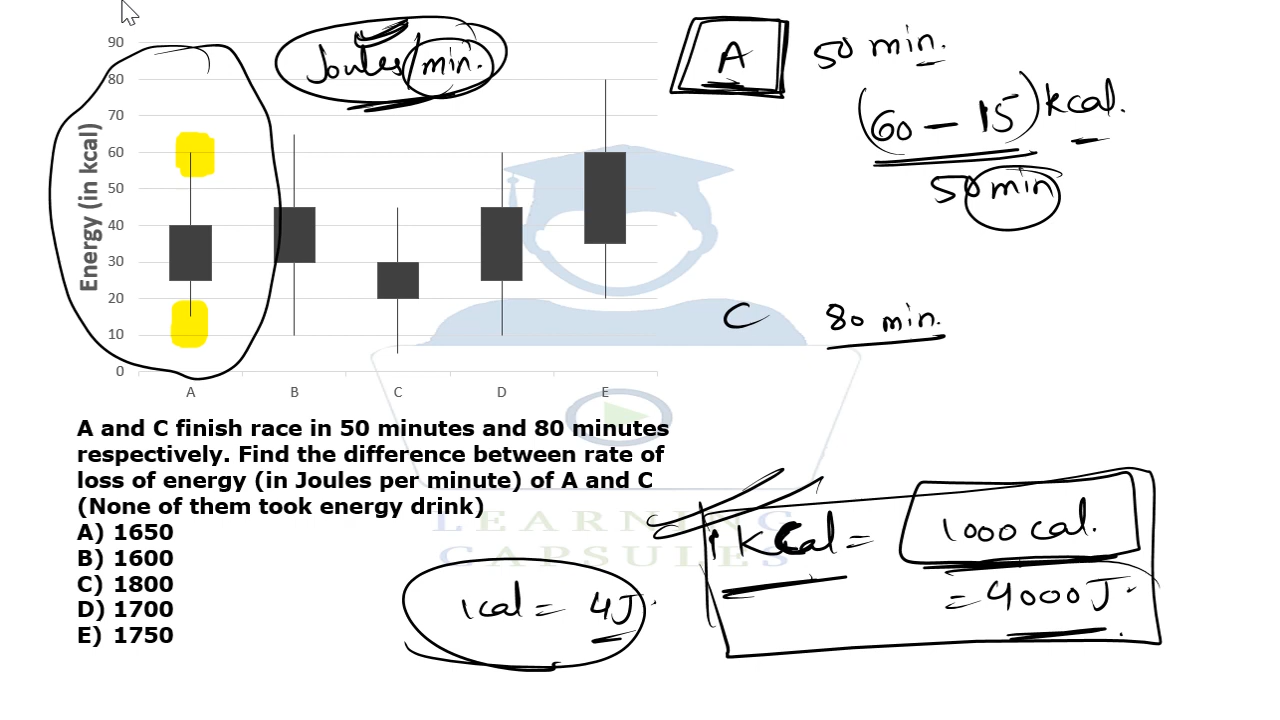 90
80
70
60
50
40
30
20
10
0
Energy (in kcal)
A B C D E
Joules/min.
A 50 min.
(60 - 15) kcal.
50 min
C 80 min.
A and C finish race in 50 minutes and 80 minutes
respectively. Find the difference between rate of
loss of energy (in Joules per minute) of A and C
(None of them took energy drink)
A) 1650
B) 1600
C) 1800
D) 1700
E) 1750
LEARNING
CAPSULES
1 kcal = 1000 cal.
= 4000 J.
1 cal = 4J.